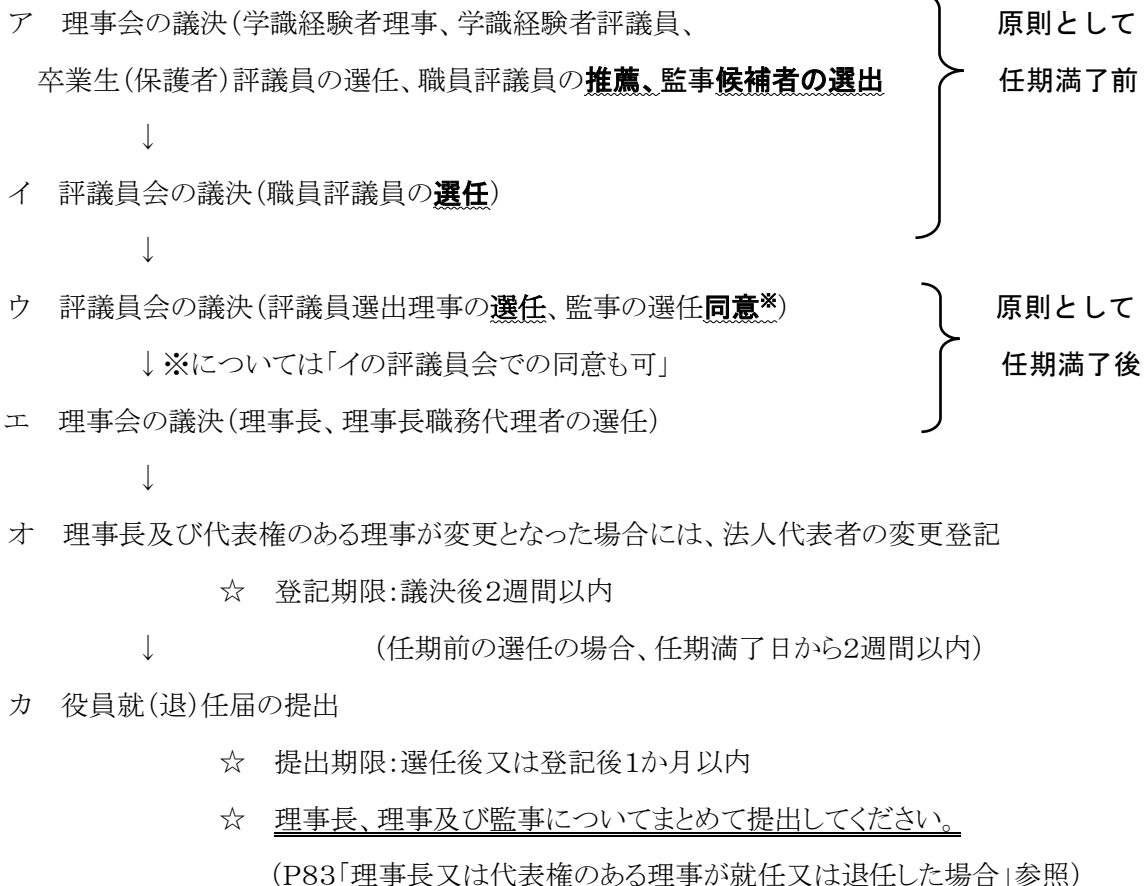 ア 理事会の議決(学識経験者理事、学識経験者評議員、 原則として
卒業生(保護者)評議員の選任、職員評議員の推薦、監事候補者の選出 任期満了前
↓
イ 評議員会の議決(職員評議員の選任)
↓
ウ 評議員会の議決(評議員選出理事の選任、監事の選任同意※) 原則として
↓※については「イの評議員会での同意も可」 任期満了後
エ 理事会の議決(理事長、理事長職務代理者の選任)
↓
オ 理事長及び代表権のある理事が変更となった場合には、法人代表者の変更登記
☆ 登記期限:議決後2週間以内
↓ (任期前の選任の場合、任期満了日から2週間以内)
カ 役員就(退)任届の提出
☆ 提出期限:選任後又は登記後1か月以内
☆ 理事長、理事及び監事についてまとめて提出してください。
(P83「理事長又は代表権のある理事が就任又は退任した場合」参照)